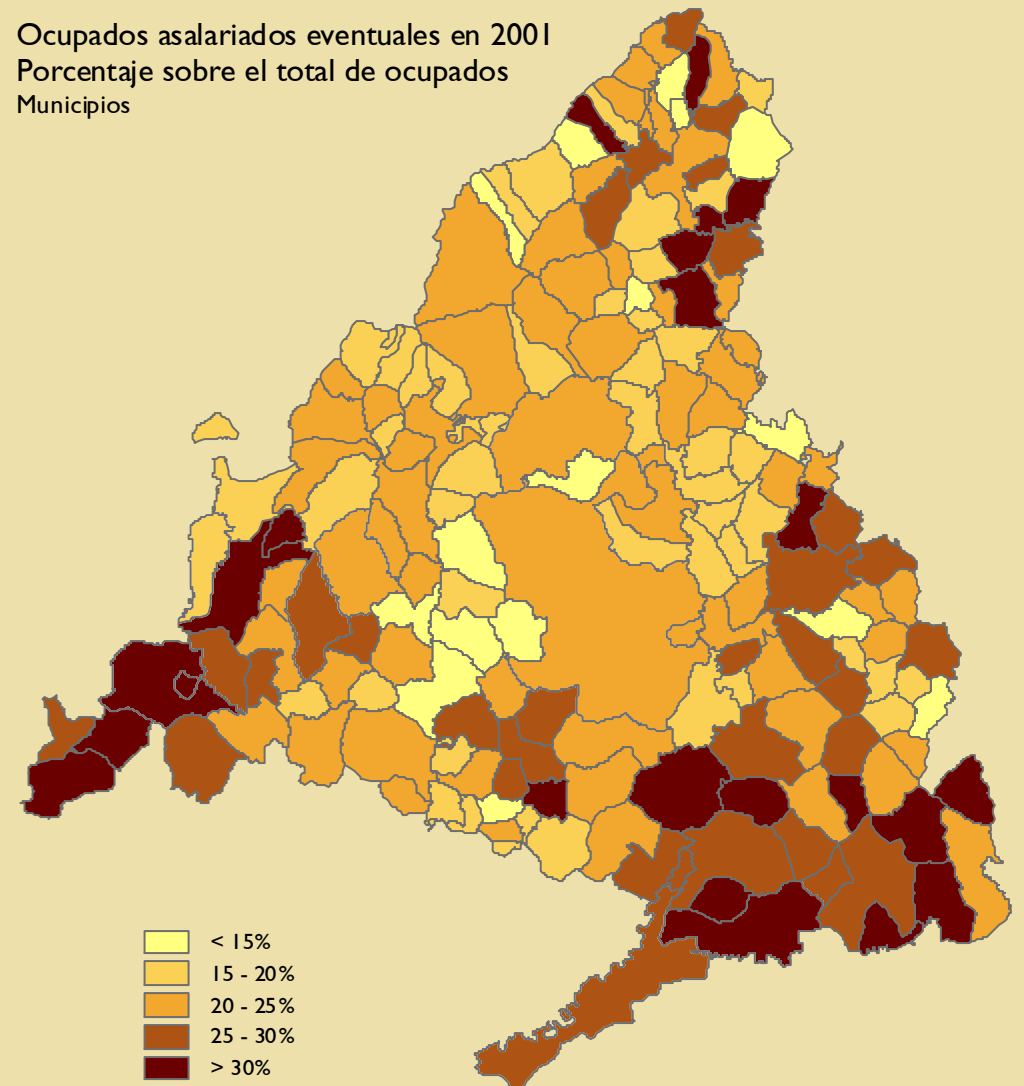 Ocupados asalariados eventuales en 2001
Porcentaje sobre el total de ocupados
Municipios
< 15%
15 - 20%
20 - 25%
25 - 30%
> 30%